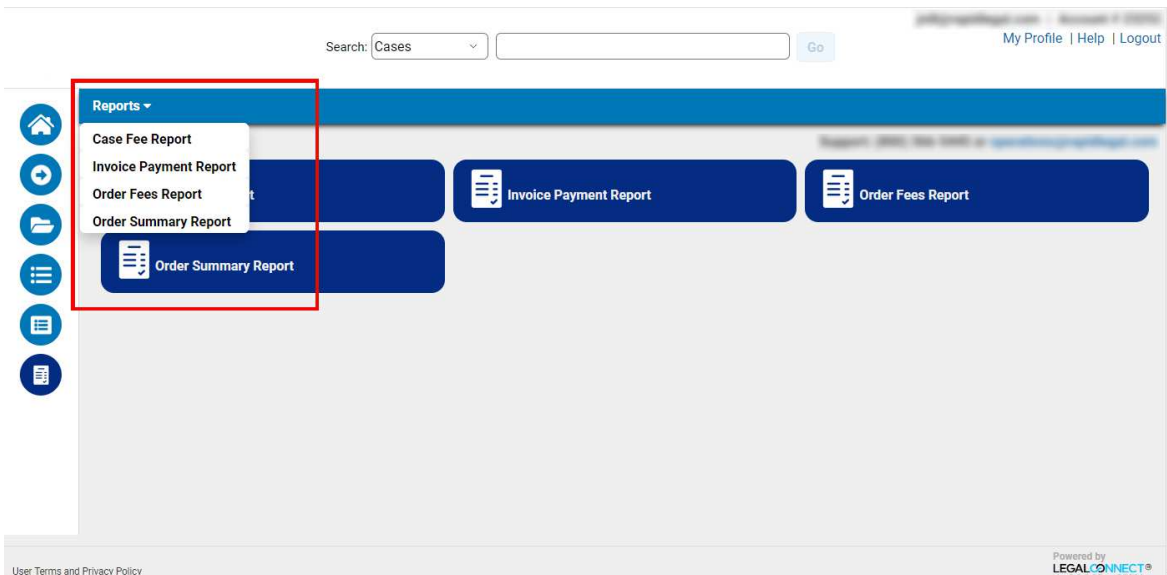 Search: Cases Go
My Profile | Help | Logout
Reports
Case Fee Report
Invoice Payment Report
Order Fees Report
Order Summary Report
t
Invoice Payment Report
Order Fees Report
Order Summary Report
User Terms and Privacy Policy
Powered by
LEGALCONNECT®